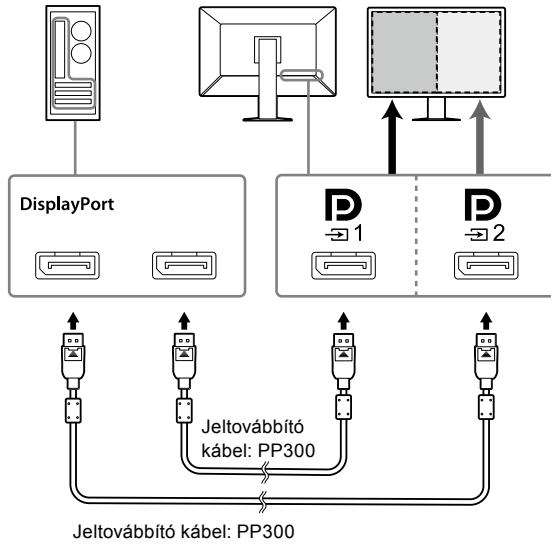 DisplayPort
1
2
Jeltovábbító
kábel: PP300
Jeltovábbító kábel: PP300